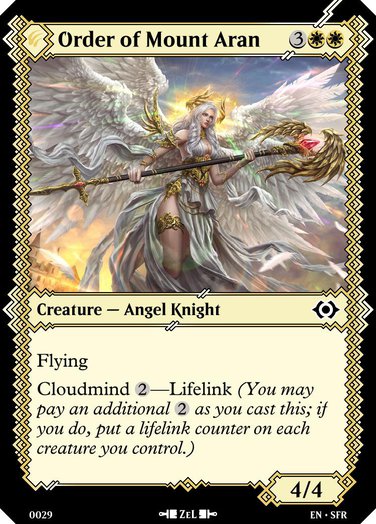 Order of Mount Aran 3
Creature — Angel Knight
Flying
Cloudmind 2—Lifelink (You may
pay an additional 2 as you cast this; if
you do, put a lifelink counter on each
creature you control.)
4/4
0029 ZEL EN • SFR